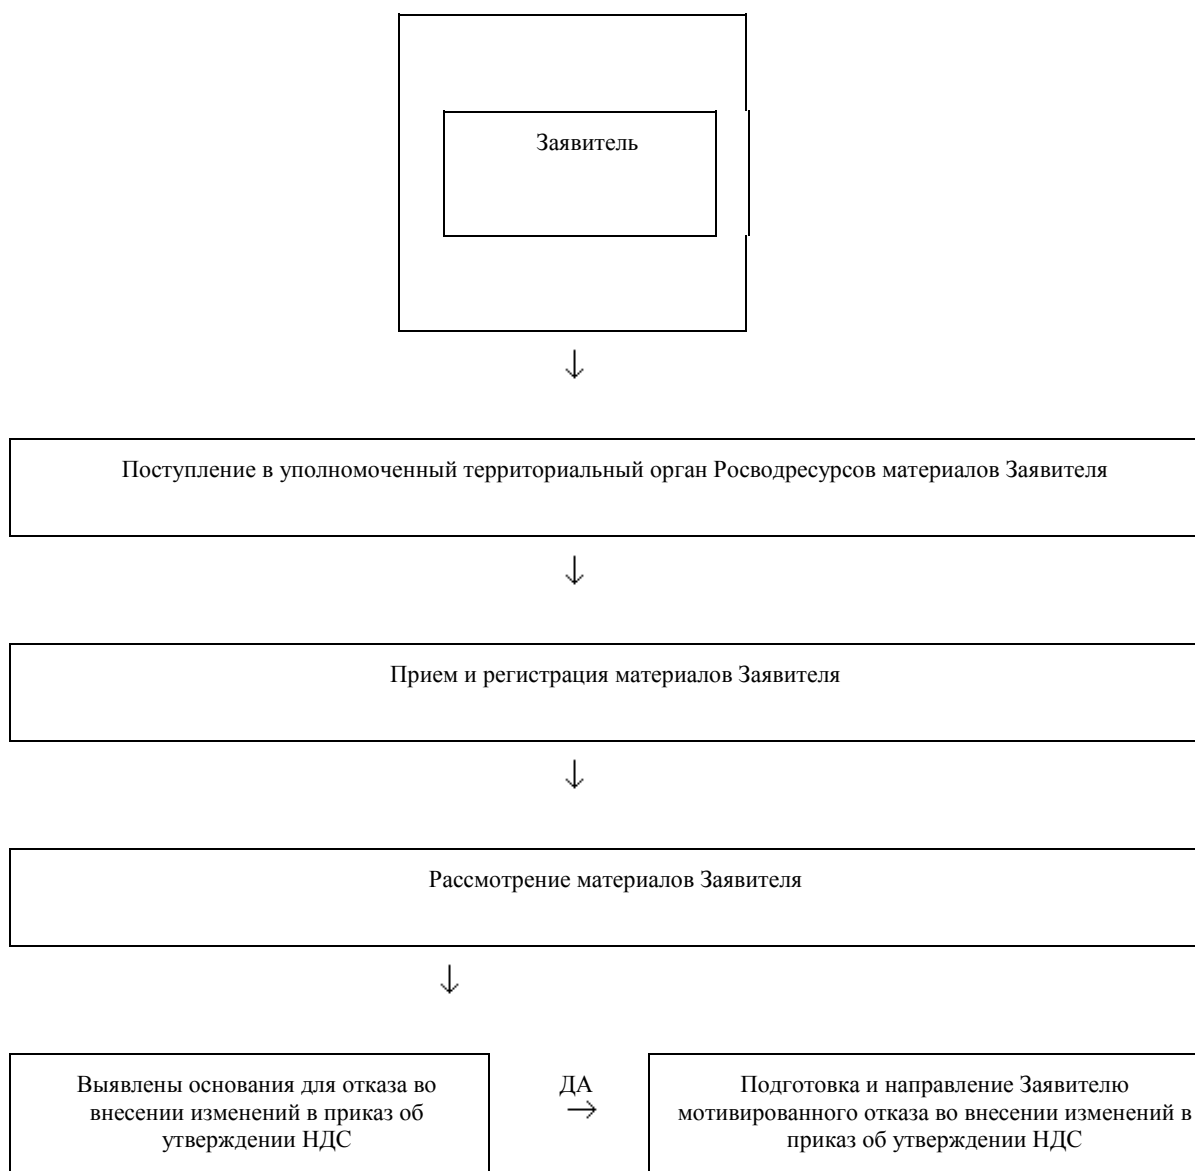 Заявитель
↓
Поступление в уполномоченный территориальный орган Росводресурсов материалов Заявителя
↓
Прием и регистрация материалов Заявителя
↓
Рассмотрение материалов Заявителя
↓
Выявлены основания для отказа во
внесении изменений в приказ об
утверждении НДС
ДА
→
Подготовка и направление Заявителю
мотивированного отказа во внесении изменений в
приказ об утверждении НДС